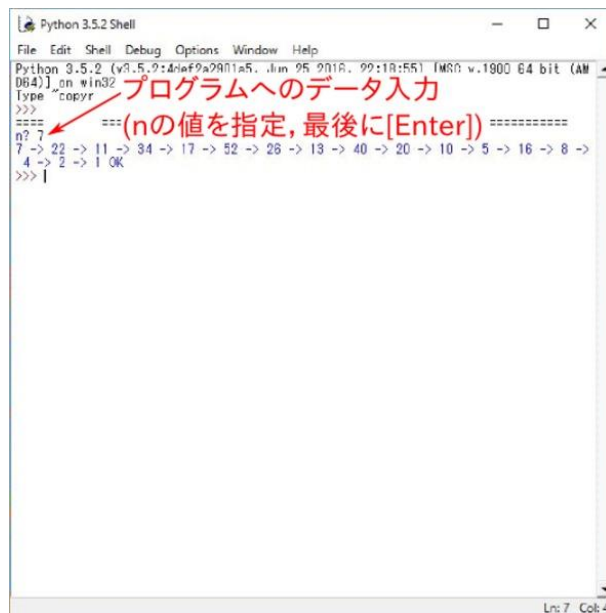 Python 3.5.2 Shell
File Edit Shell Debug Options Window Help
Python 3.5.2 (v3.5.2:4def2a2901a5, Jun 25 2016, 22:18:55) [MSC v.1900 64 bit (AM
D64)] on win32
Type "copyr
プログラムへのデータ入力
>>>
(nの値を指定, 最後に[Enter])
==== === ===========
n? 7
7 -> 22 -> 11 -> 34 -> 17 -> 52 -> 26 -> 13 -> 40 -> 20 -> 10 -> 5 -> 16 -> 8 ->
4 -> 2 -> 1 OK
>>>
Ln: 7 Col: 4